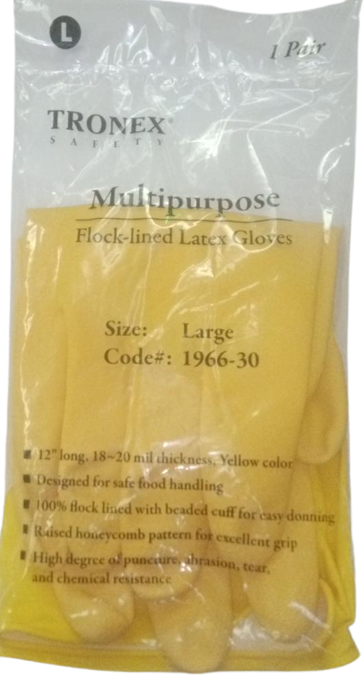 L
1 Pair
TRONEX®
SAFETY
Multipurpose
Flock-lined Latex Gloves
Size: Large
Code#: 1966-30
12" long, 18~20 mil thickness, Yellow color
Designed for safe food handling
100% flock lined with beaded cuff for easy donning
Raised honeycomb pattern for excellent grip
High degree of puncture, abrasion, tear,
and chemical resistance